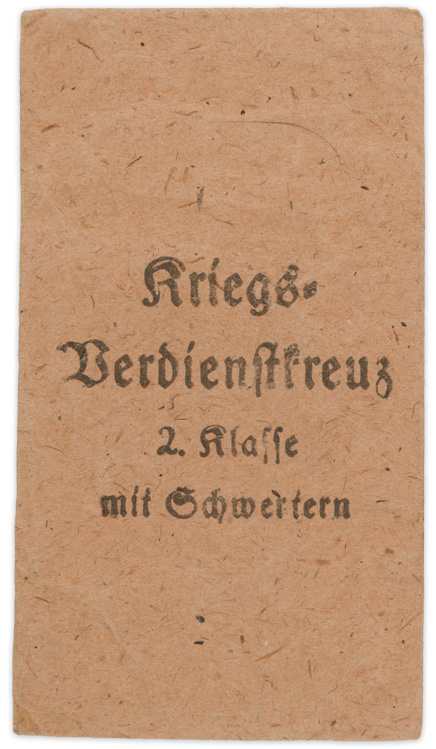 Kriegs-
Verdienstkreuz
2. Klasse
mit Schwertern